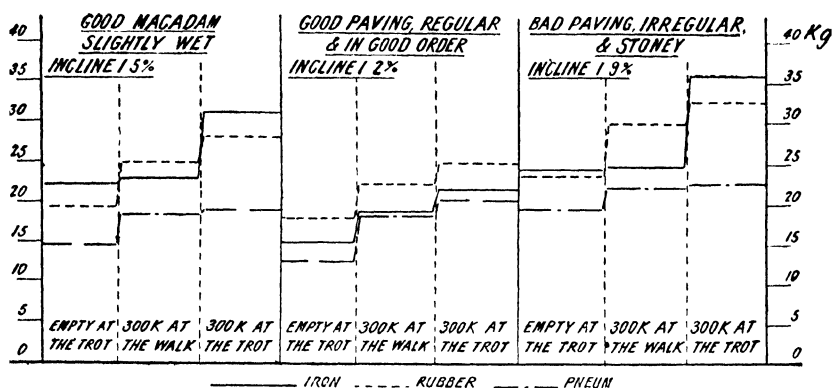 GOOD MACADAM
SLIGHTLY WET
INCLINE 1 5%
GOOD PAVING, REGULAR
& IN GOOD ORDER
INCLINE 1 2%
BAD PAVING, IRREGULAR,
& STONEY
INCLINE 1 9%
40
35
30
25
20
15
10
5
0
40 Kg
35
30
25
20
15
10
5
0
EMPTY AT
THE TROT
300K AT
THE WALK
300K AT
THE TROT
EMPTY AT
THE TROT
300K AT
THE WALK
300K AT
THE TROT
EMPTY AT
THE TROT
300K AT
THE WALK
300K AT
THE TROT
IRON RUBBER PNEUM